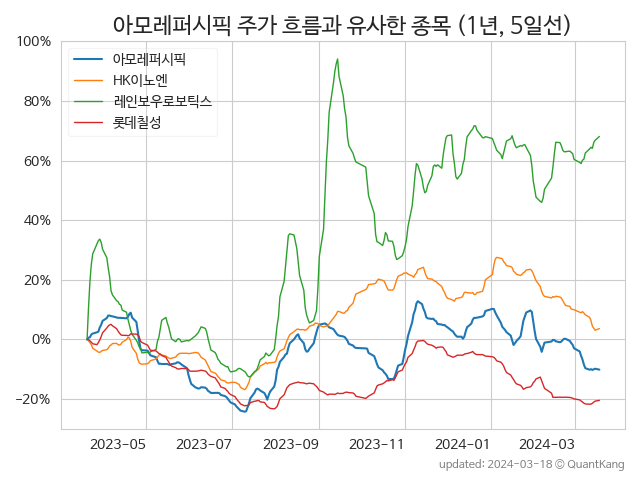 아모레퍼시픽 주가 흐름과 유사한 종목 (1년, 5일선)
100%
80%
60%
40%
20%
0%
−20%
아모레퍼시픽
HK이노엔
레인보우로보틱스
롯데칠성
2023-05
2023-07
2023-09
2023-11
2024-01
2024-03
updated: 2024-03-18 © QuantKang